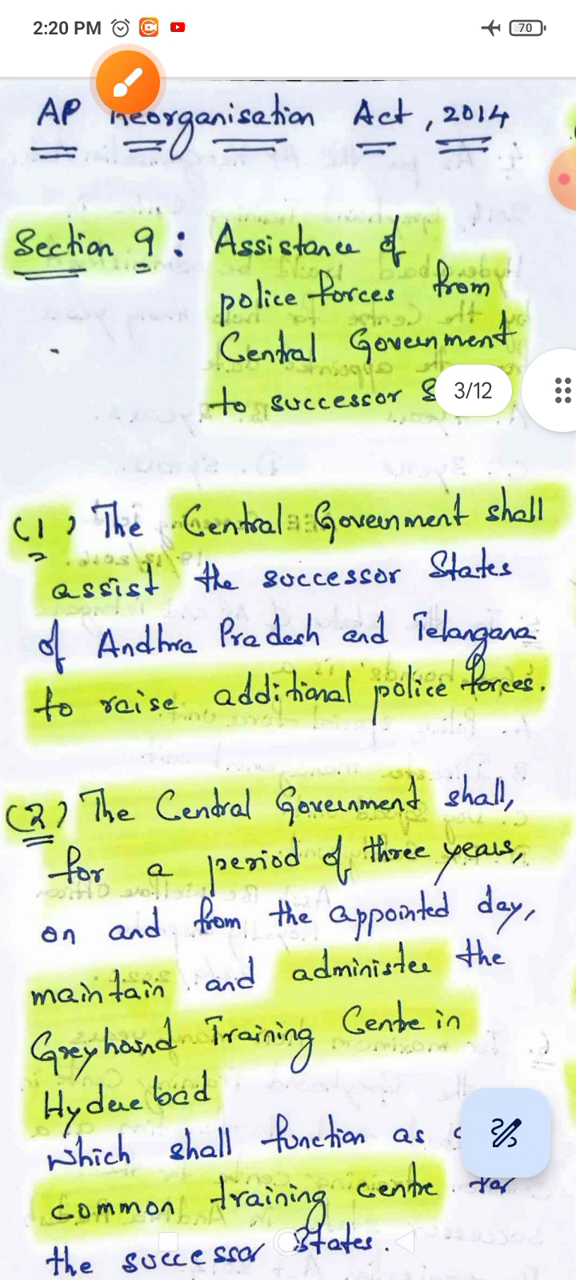 2:20 PM
70
AP Reorganisation Act, 2014
Section 9 : Assistance of
police forces from
Central Government
to successor
3/12
(1) The Central Government shall
assist the successor States
of Andhra Pradesh and Telangana
to raise additional police forces.
(2) The Central Government shall,
for a period of three years,
on and from the appointed day,
maintain and administer the
Greyhound Training Centre in
Hyderabad
which shall function as
common training centre for
the successor States.